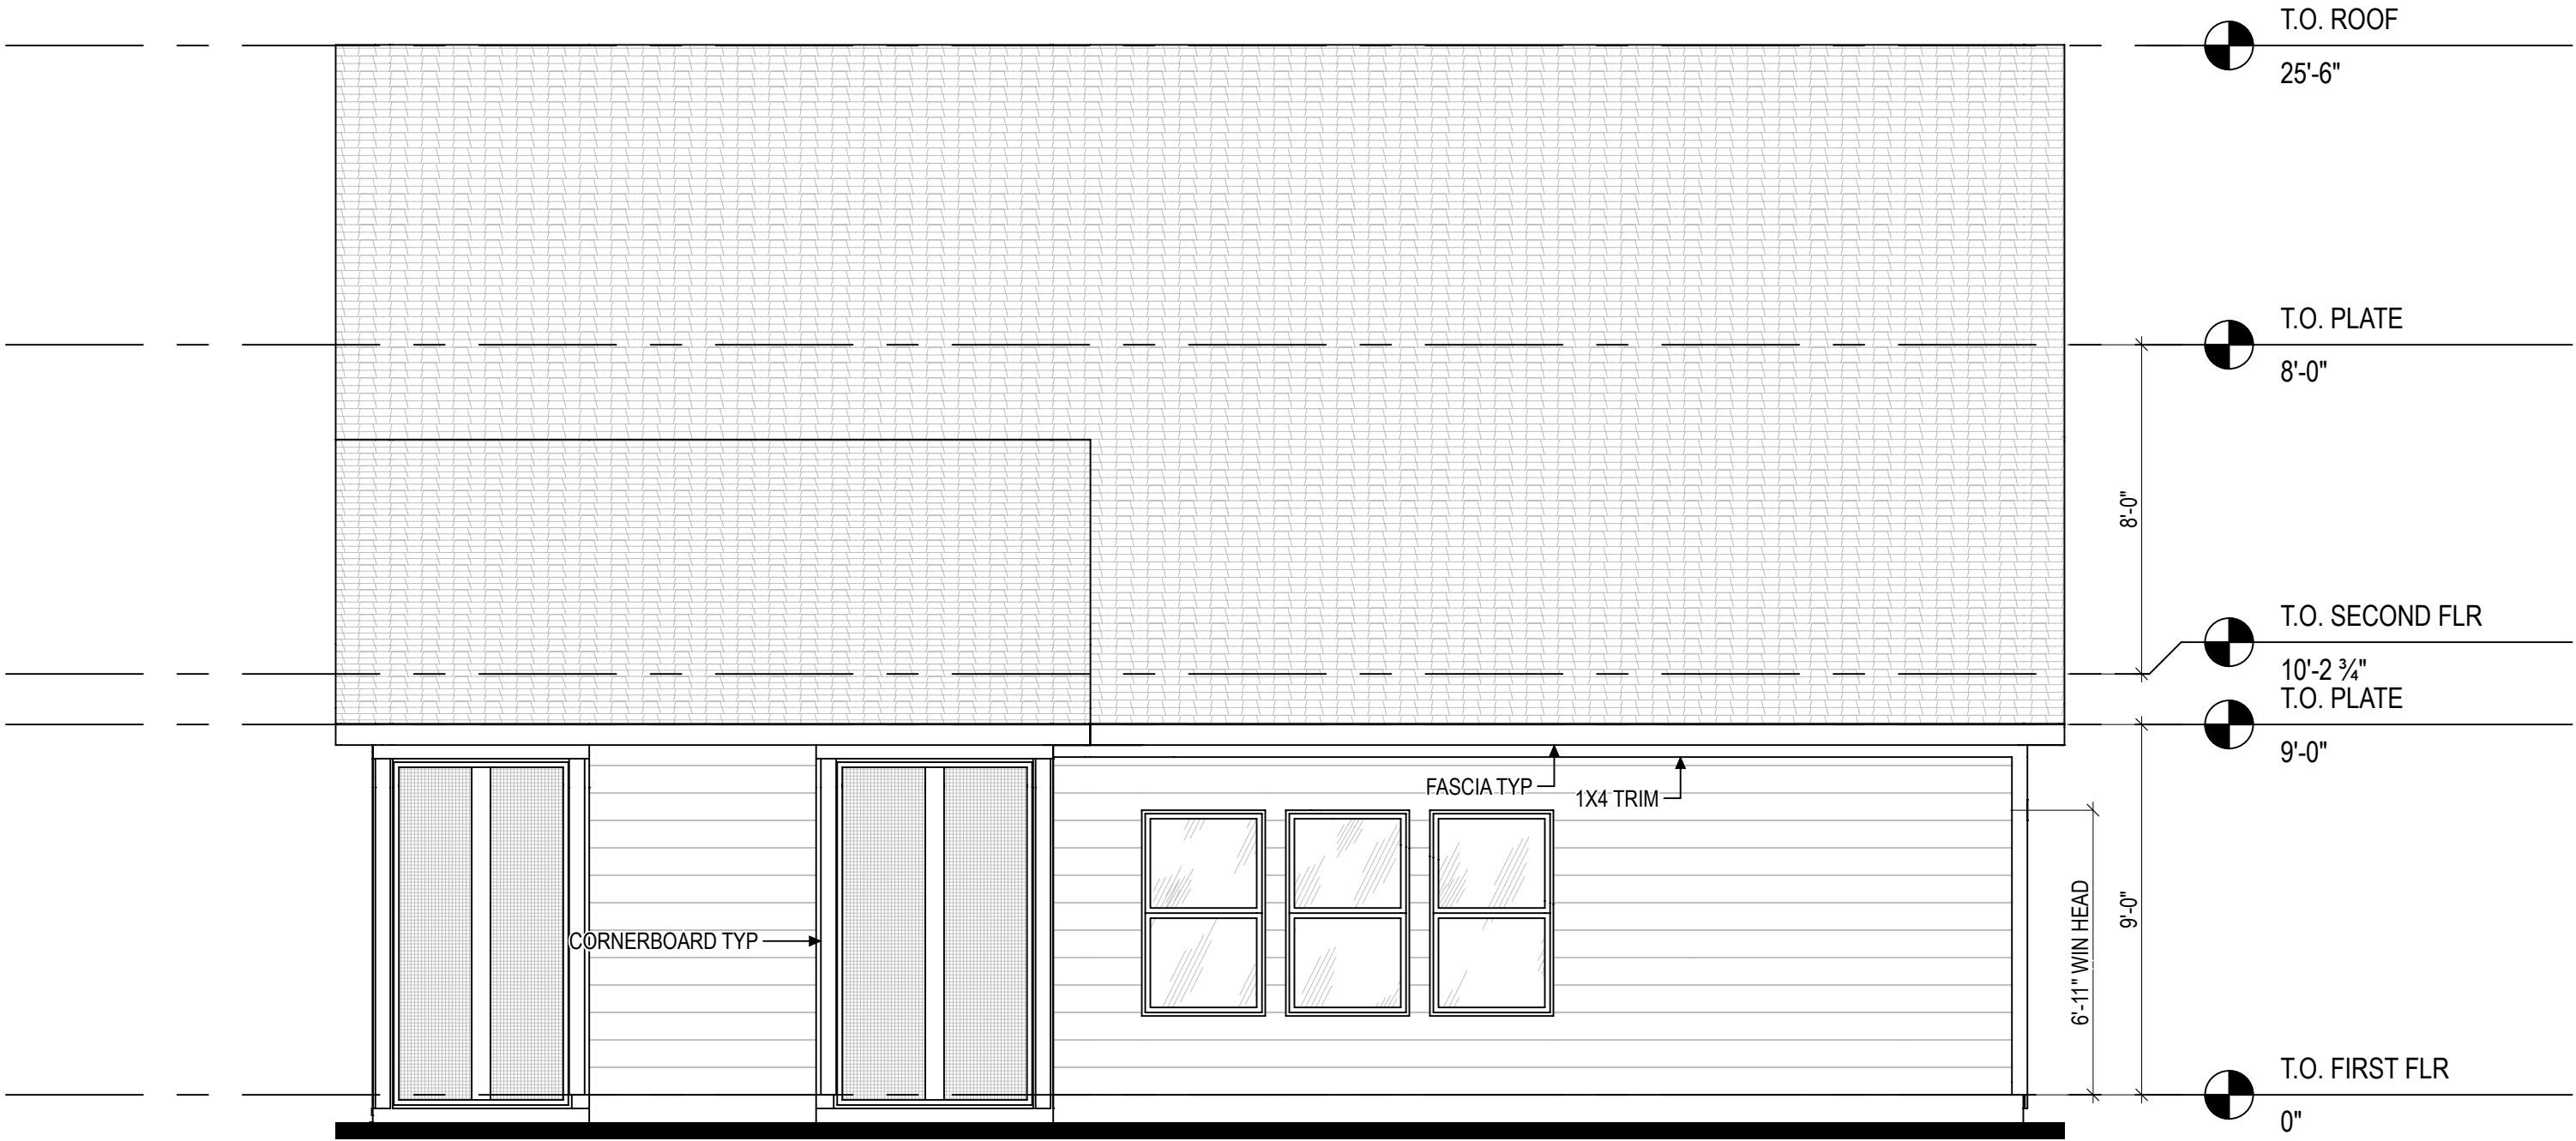 T.O. ROOF
25'-6"
T.O. PLATE
8'-0"
8'-0"
T.O. SECOND FLR
10'-2 ¾"
T.O. PLATE
9'-0"
FASCIA TYP
1X4 TRIM
CORNERBOARD TYP
6'-11" WIN HEAD
9'-0"
T.O. FIRST FLR
0"